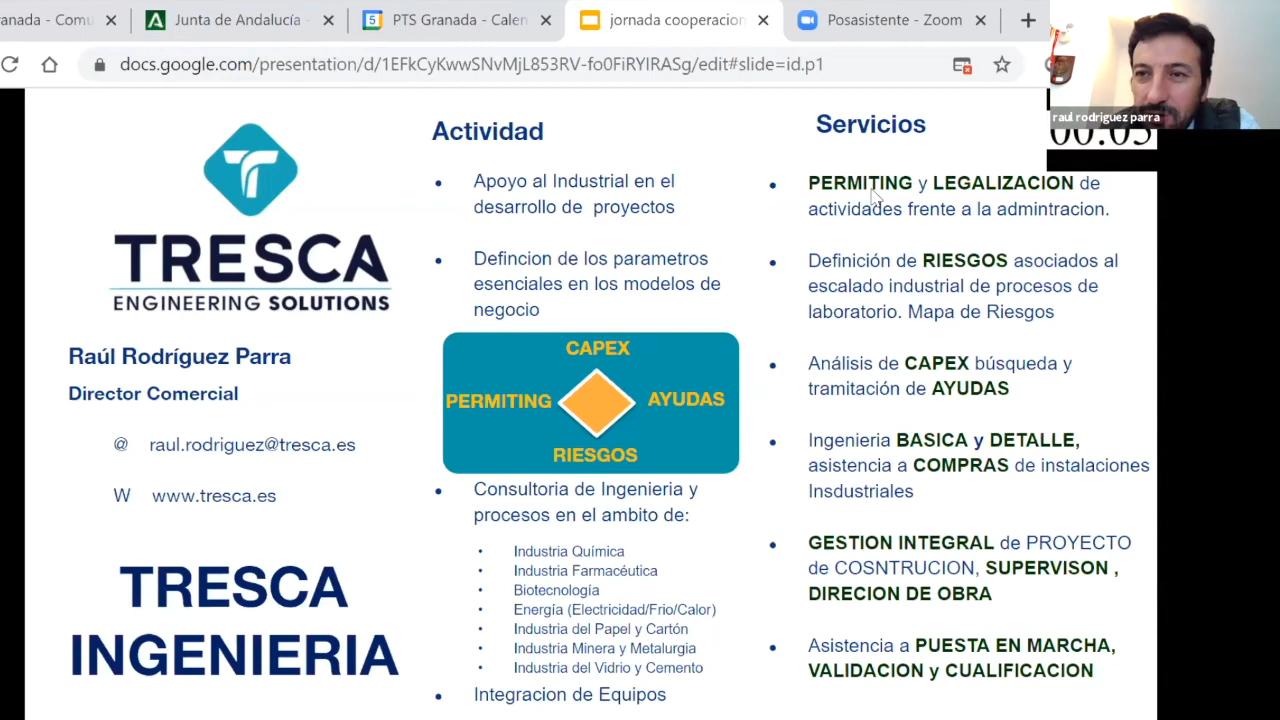 ranada - Comu
Junta de Andalucía -
PTS Granada - Calen
jornada cooperacion
Possistente - Zoom
docs.google.com/presentation/d/1EFkCyKwwSNvMjL853RV-fo0FiRYlRASg/edit#slide=id.p1
raul rodriguez parra
00:05
TRESCA
ENGINEERING SOLUTIONS
Raúl Rodríguez Parra
Director Comercial
@ raul.rodriguez@tresca.es
W www.tresca.es
TRESCA
INGENIERIA
Actividad
• Apoyo al Industrial en el
desarrollo de proyectos
• Defincion de los parametros
esenciales en los modelos de
negocio
CAPEX
PERMITING
AYUDAS
RIESGOS
• Consultoria de Ingenieria y
procesos en el ambito de:
• Industria Química
• Industria Farmacéutica
• Biotecnología
• Energía (Electricidad/Frio/Calor)
• Industria del Papel y Cartón
• Industria Minera y Metalurgia
• Industria del Vidrio y Cemento
• Integracion de Equipos
Servicios
• PERMITING y LEGALIZACION de
actividades frente a la admintracion.
• Definición de RIESGOS asociados al
escalado industrial de procesos de
laboratorio. Mapa de Riesgos
• Análisis de CAPEX búsqueda y
tramitación de AYUDAS
• Ingenieria BASICA y DETALLE,
asistencia a COMPRAS de instalaciones
Insdustriales
• GESTION INTEGRAL de PROYECTO
de COSNTRUCION, SUPERVISON ,
DIRECION DE OBRA
• Asistencia a PUESTA EN MARCHA,
VALIDACION y CUALIFICACION